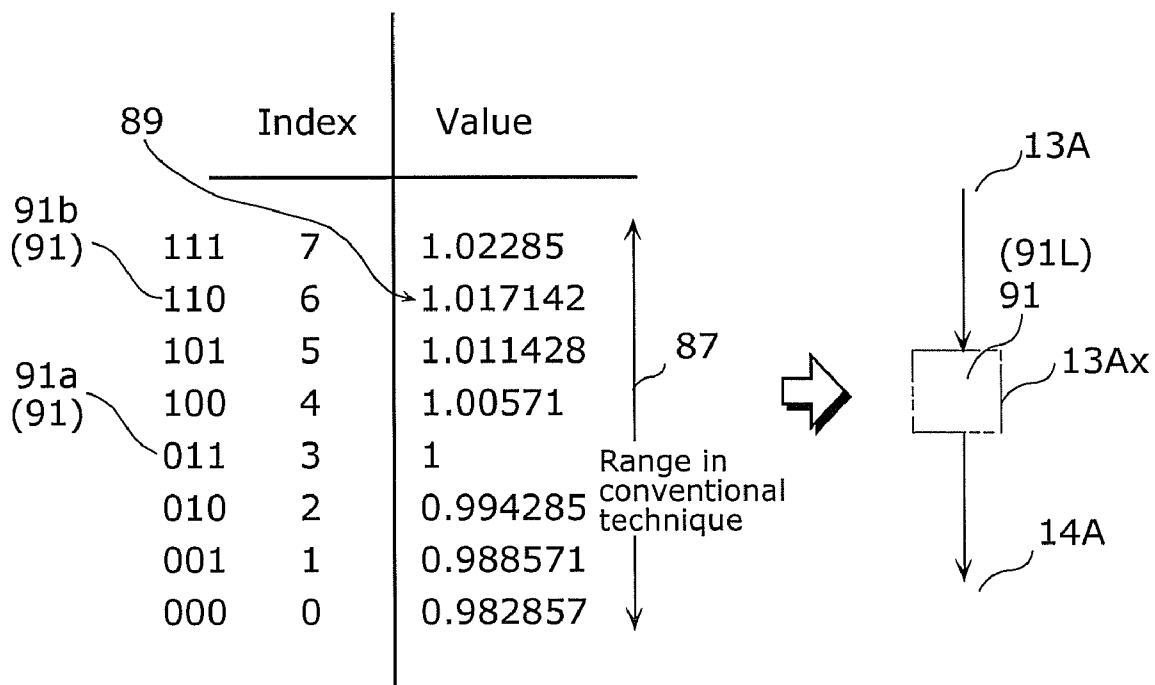 89 Index Value
91b
(91)
111 7 1.02285
110 6 1.017142
101 5 1.011428
91a
(91)
100 4 1.00571
011 3 1
010 2 0.994285
001 1 0.988571
000 0 0.982857
87
Range in
conventional
technique
13A
(91L)
91
13Ax
14A